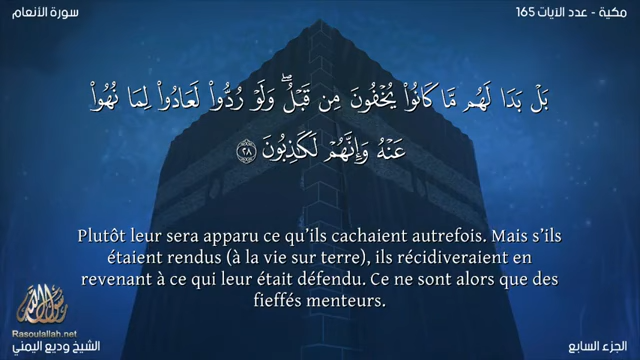 سورة الأنعام
مكية - عدد الآيات 165
بَلْ بَدَا لَهُم مَّا كَانُوا۟ يُخْفُونَ مِن قَبْلُ ۖ وَلَوْ رُدُّوا۟ لَعَادُوا۟ لِمَا نُهُوا۟
عَنْهُ وَإِنَّهُمْ لَكَٰذِبُونَ ٢٨
Plutôt leur sera apparu ce qu’ils cachaient autrefois. Mais s’ils
étaient rendus (à la vie sur terre), ils récidiveraient en
revenant à ce qui leur était défendu. Ce ne sont alors que des
fieffés menteurs.
رسول الله
Rasoulallah.net
الشيخ وديع اليمني
الجزء السابع